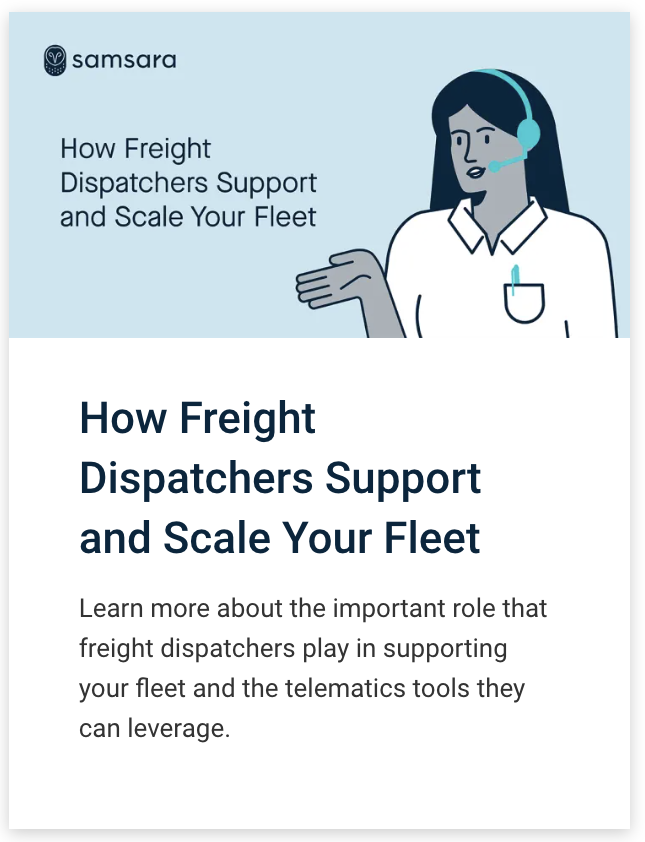 samsara
How Freight
Dispatchers Support
and Scale Your Fleet
How Freight
Dispatchers Support
and Scale Your Fleet
Learn more about the important role that
freight dispatchers play in supporting
your fleet and the telematics tools they
can leverage.